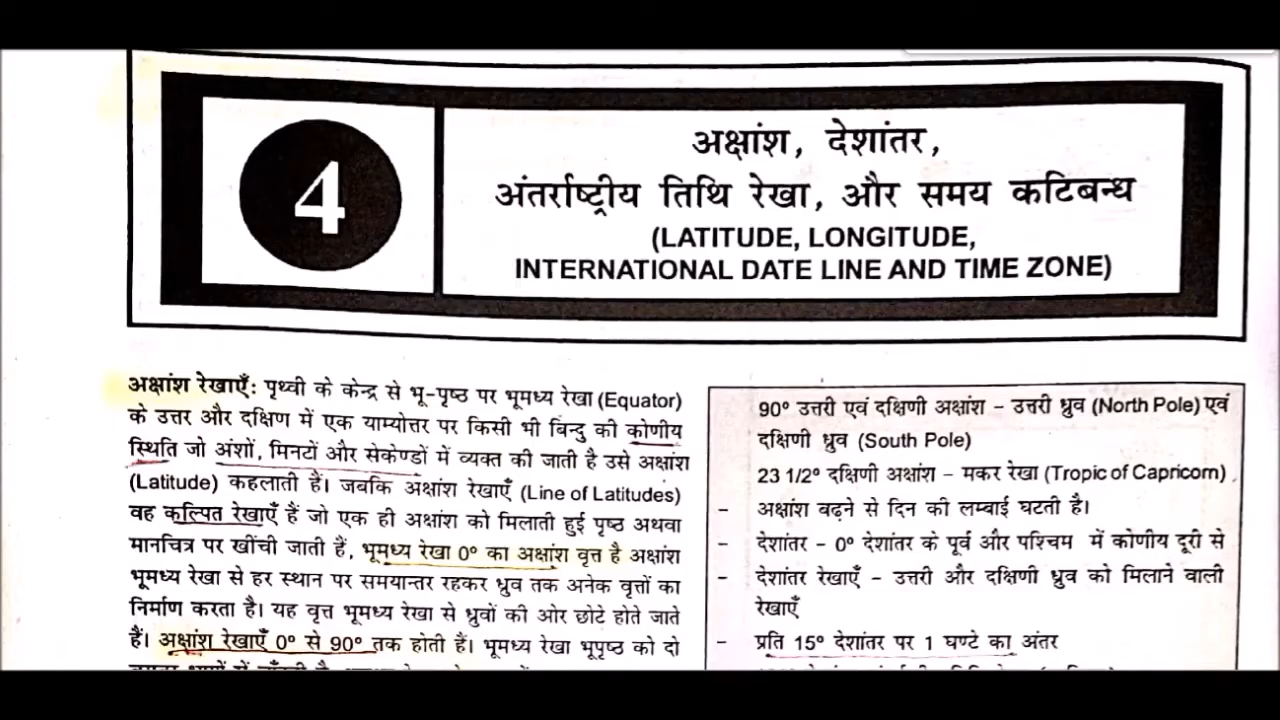 4
अक्षांश, देशांतर,
अंतर्राष्ट्रीय तिथि रेखा, और समय कटिबन्ध
(LATITUDE, LONGITUDE,
INTERNATIONAL DATE LINE AND TIME ZONE)
अक्षांश रेखाएँ: पृथ्वी के केन्द्र से भू-पृष्ठ पर भूमध्य रेखा (Equator)
के उत्तर और दक्षिण में एक याम्योत्तर पर किसी भी बिन्दु की कोणीय
स्थिति जो अंशों, मिनटों और सेकेण्डों में व्यक्त की जाती है उसे अक्षांश
(Latitude) कहलाती हैं। जबकि अक्षांश रेखाएँ (Line of Latitudes)
वह कल्पित रेखाएँ हैं जो एक ही अक्षांश को मिलाती हुई पृष्ठ अथवा
मानचित्र पर खींची जाती हैं, भूमध्य रेखा 0° का अक्षांश वृत्त है अक्षांश
भूमध्य रेखा से हर स्थान पर समयान्तर रहकर ध्रुव तक अनेक वृत्तों का
निर्माण करता है। यह वृत्त भूमध्य रेखा से ध्रुवों की ओर छोटे होते जाते
हैं। अक्षांश रेखाएँ 0° से 90° तक होती हैं। भूमध्य रेखा भूपृष्ठ को दो
90° उत्तरी एवं दक्षिणी अक्षांश – उत्तरी ध्रुव (North Pole) एवं
दक्षिणी ध्रुव (South Pole)
23 1/2° दक्षिणी अक्षांश – मकर रेखा (Tropic of Capricorn)
– अक्षांश बढ़ने से दिन की लम्बाई घटती है।
– देशांतर – 0° देशांतर के पूर्व और पश्चिम में कोणीय दूरी से
– देशांतर रेखाएँ – उत्तरी और दक्षिणी ध्रुव को मिलाने वाली
रेखाएँ
– प्रति 15° देशांतर पर 1 घण्टे का अंतर